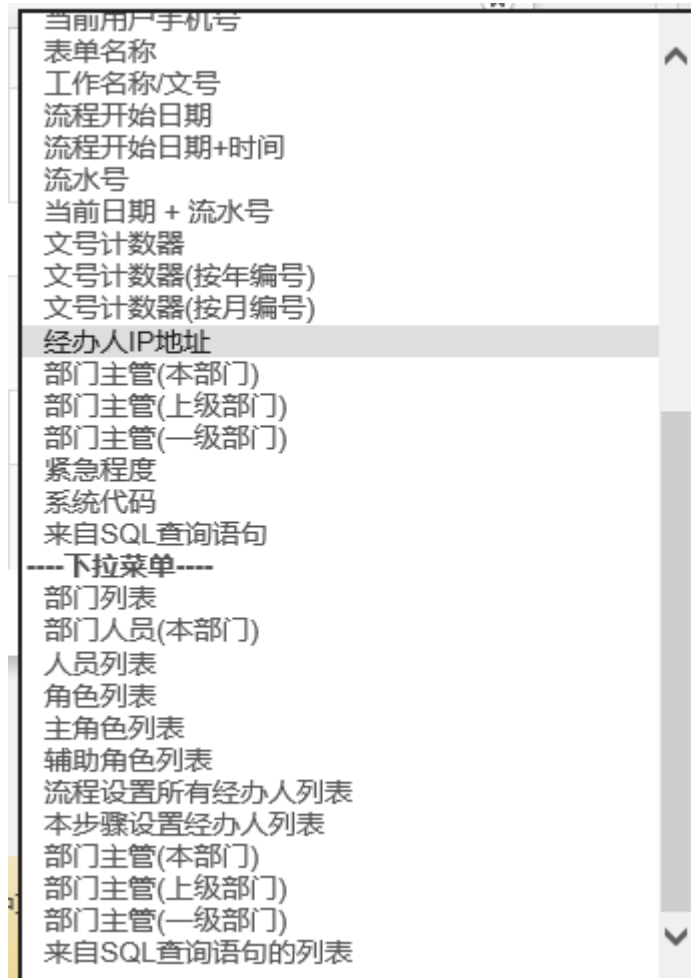 当前用户手机号
表单名称
工作名称/文号
流程开始日期
流程开始日期+时间
流水号
当前日期 + 流水号
文号计数器
文号计数器(按年编号)
文号计数器(按月编号)
经办人IP地址
部门主管(本部门)
部门主管(上级部门)
部门主管(一级部门)
紧急程度
系统代码
来自SQL查询语句
----下拉菜单----
部门列表
部门人员(本部门)
人员列表
角色列表
主角色列表
辅助角色列表
流程设置所有经办人列表
本步骤设置经办人列表
部门主管(本部门)
部门主管(上级部门)
部门主管(一级部门)
来自SQL查询语句的列表